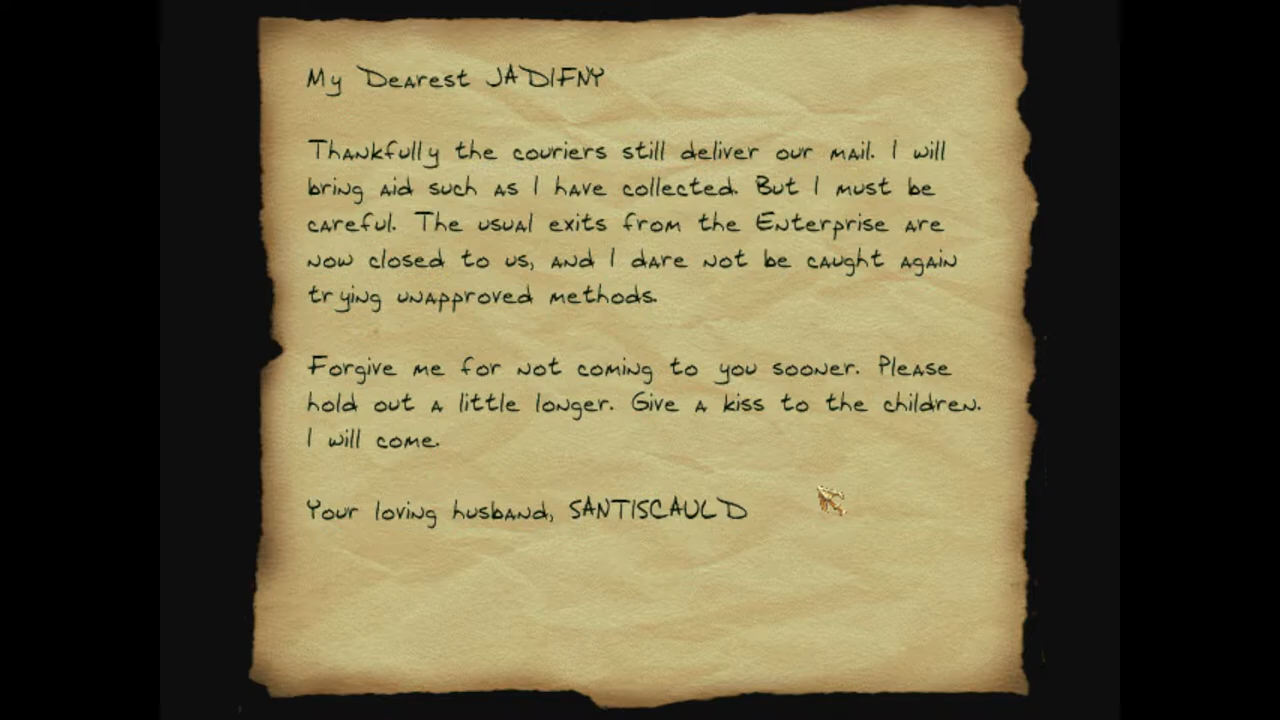 My Dearest JADIFNY
Thankfully the couriers still deliver our mail. I will
bring aid such as I have collected. But I must be
careful. The usual exits from the Enterprise are
now closed to us, and I dare not be caught again
trying unapproved methods.
Forgive me for not coming to you sooner. Please
hold out a little longer. Give a kiss to the children.
I will come.
Your loving husband, SANTISCAULD